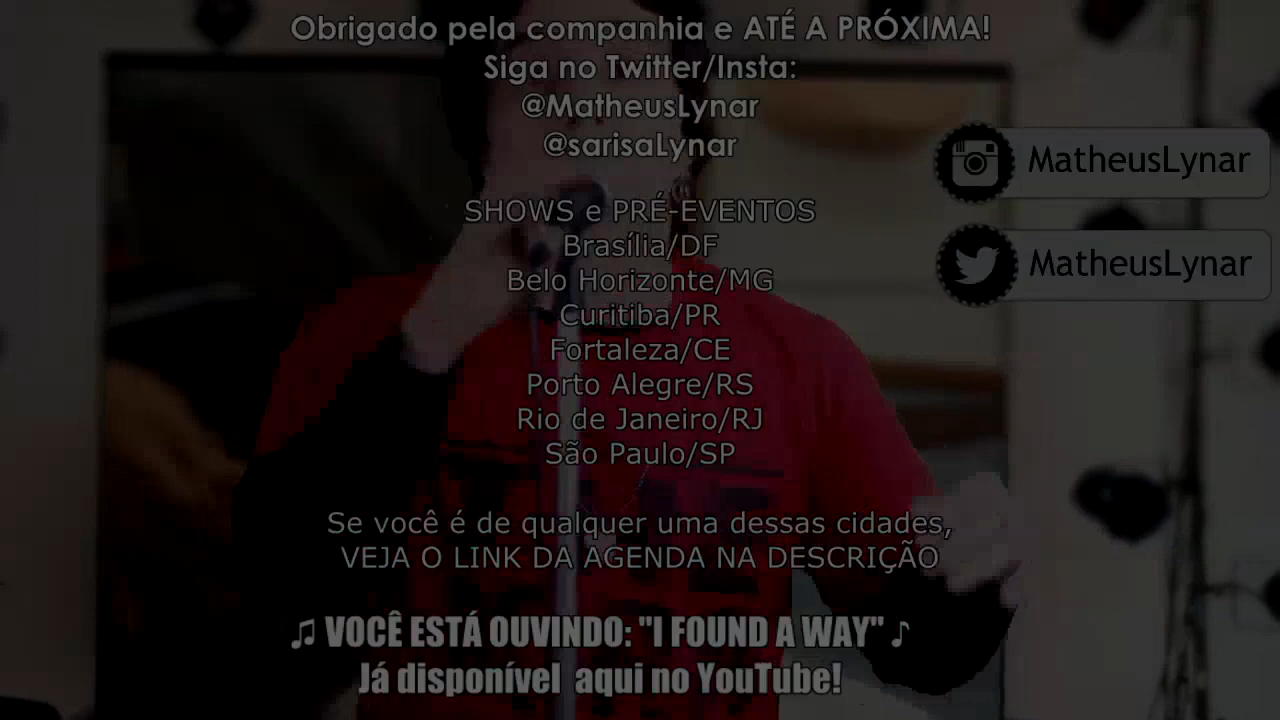 Obrigado pela companhia e ATÉ A PRÓXIMA!
Siga no Twitter/Insta:
@MatheusLynar
@sarisaLynar
MatheusLynar
SHOWS e PRÉ-EVENTOS
Brasília/DF
MatheusLynar
Belo Horizonte/MG
Curitiba/PR
Fortaleza/CE
Porto Alegre/RS
Rio de Janeiro/RJ
São Paulo/SP
Se você é de qualquer uma dessas cidades,
VEJA O LINK DA AGENDA NA DESCRIÇÃO
♫ VOCÊ ESTÁ OUVINDO: "I FOUND A WAY" ♪
Já disponível aqui no YouTube!